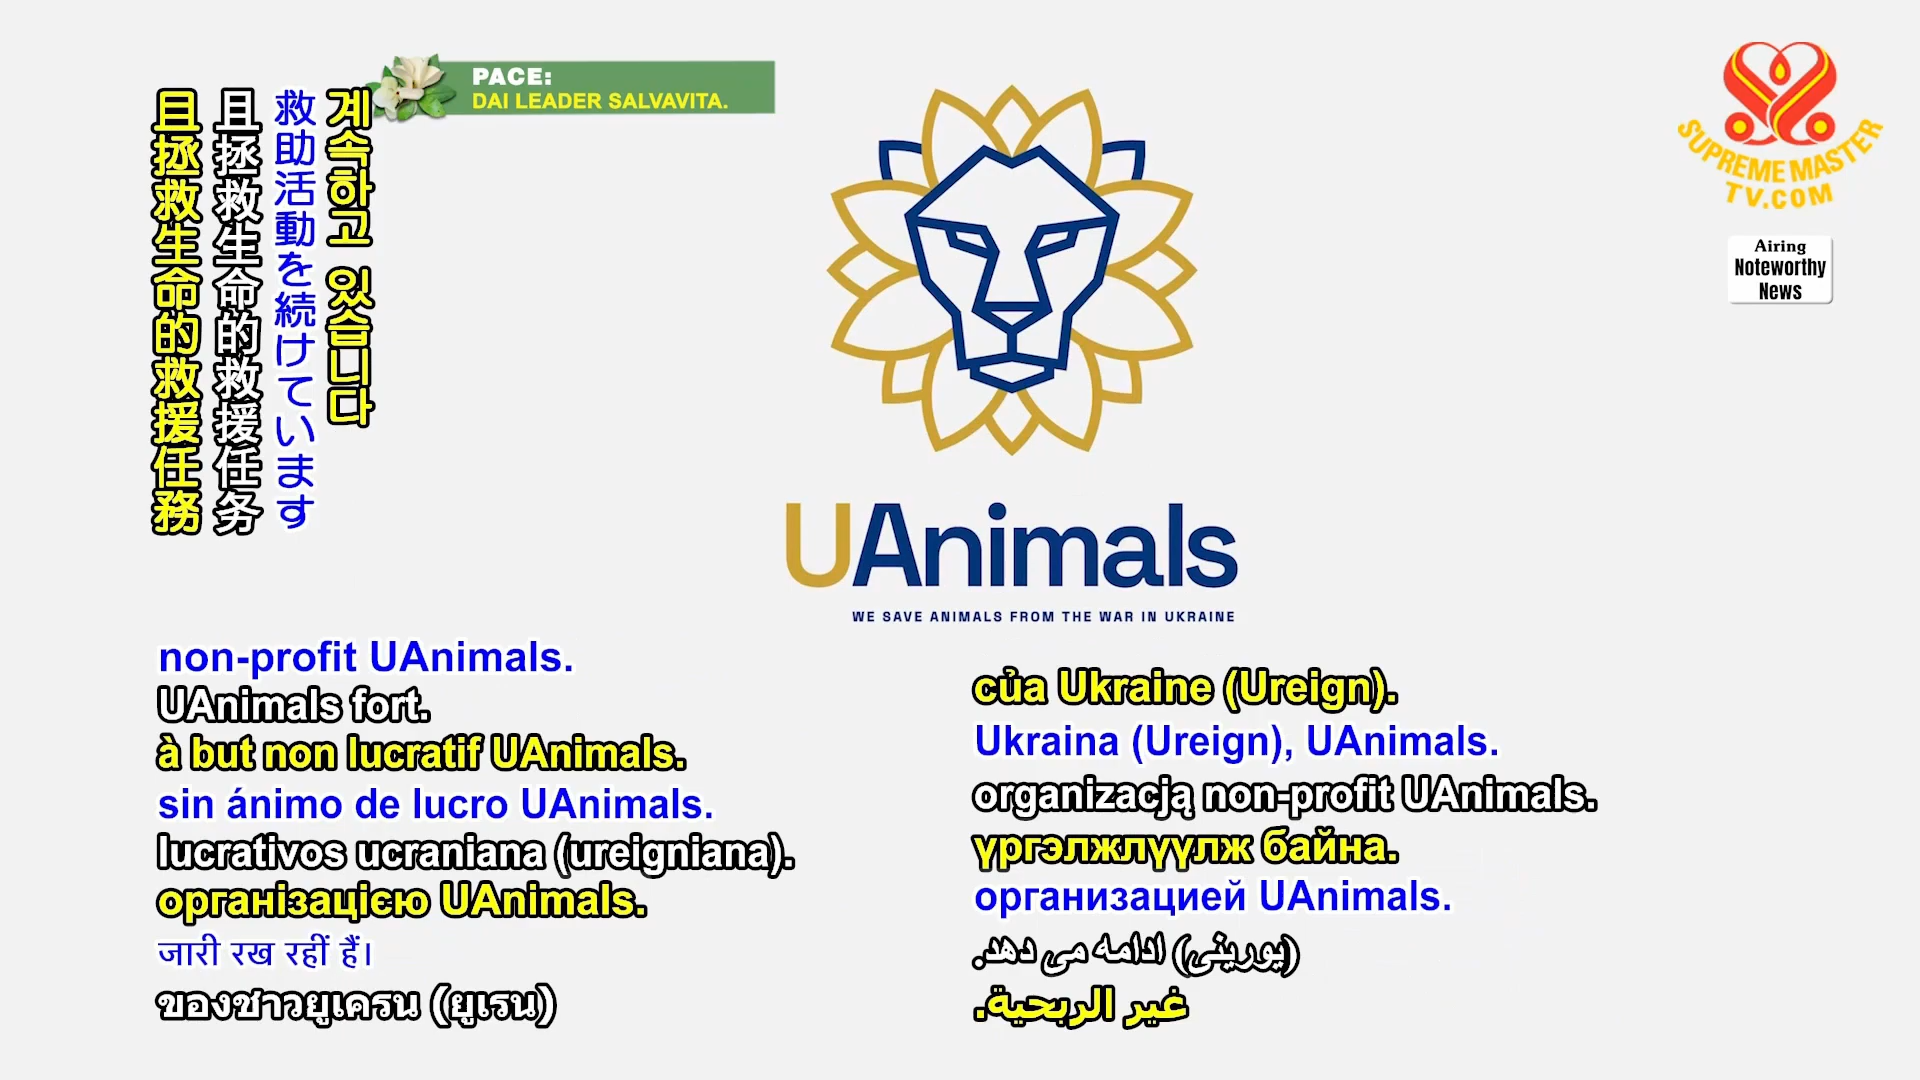 PACE:
DAI LEADER SALVAVITA.
SUPREME MASTER
TV.COM
Airing
Noteworthy
News
계속하고 있습니다
救助活動を続けています
且拯救生命的救援任务
且拯救生命的救援任務
UAnimals
WE SAVE ANIMALS FROM THE WAR IN UKRAINE
non-profit UAnimals.
UAnimals fort.
à but non lucratif UAnimals.
sin ánimo de lucro UAnimals.
lucrativos ucraniana (ureigniana).
організацією UAnimals.
जारी रख रहीं हैं।
ของชาวยูเครน (ยูเรน)
của Ukraine (Ureign).
Ukraina (Ureign), UAnimals.
organizacją non-profit UAnimals.
үргэлжлүүлж байна.
организацией UAnimals.
(یورینی) ادامه می دهد.
غير الربحية.